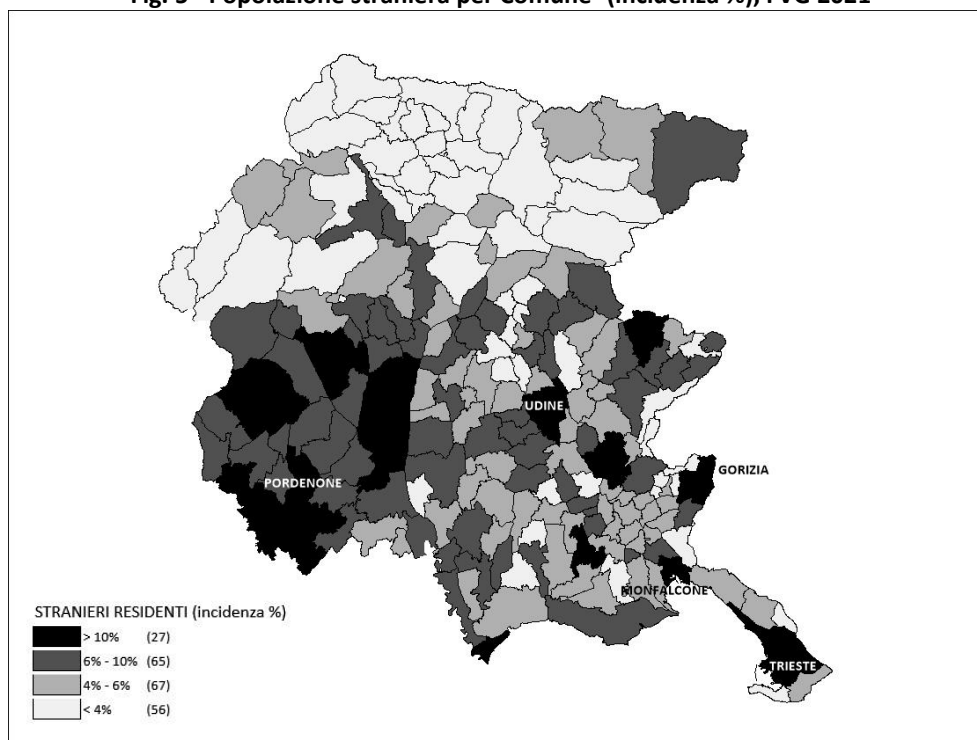 Fig. 3 - Popolazione straniera per Comune (incidenza %), FVG 2021
UDINE
GORIZIA
PORDENONE
MONFALCONE
TRIESTE
STRANIERI RESIDENTI (incidenza %)
> 10% (27)
6% - 10% (65)
4% - 6% (67)
< 4% (56)